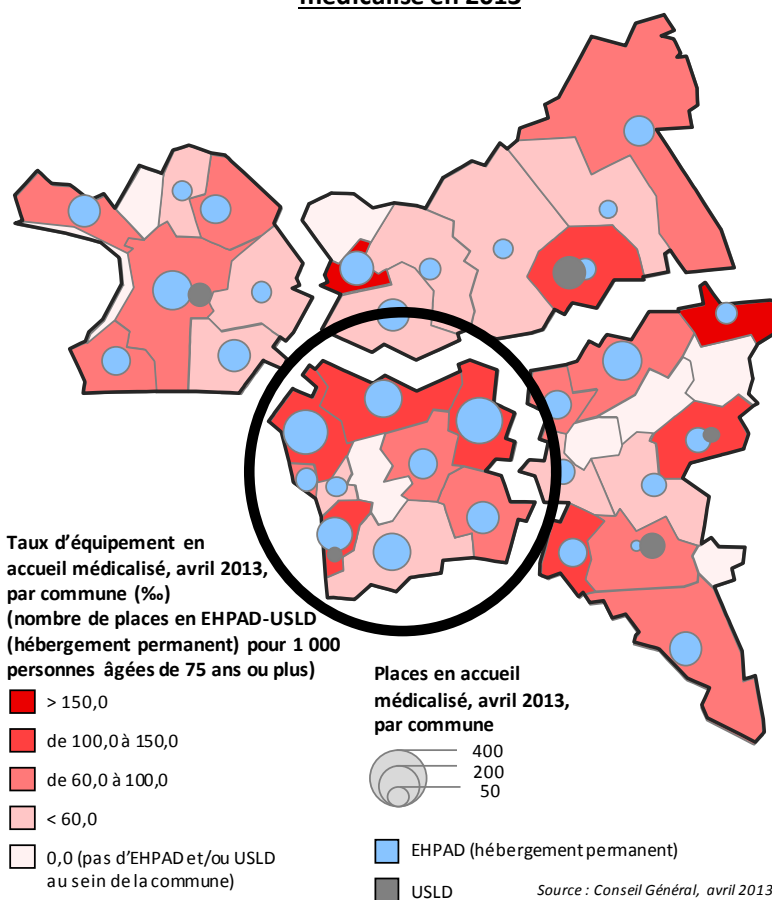 médicalisé en 2013
Taux d'équipement en
accueil médicalisé, avril 2013,
par commune (‰)
(nombre de places en EHPAD-USLD
(hébergement permanent) pour 1 000
personnes âgées de 75 ans ou plus)
> 150,0
de 100,0 à 150,0
de 60,0 à 100,0
< 60,0
0,0 (pas d'EHPAD et/ou USLD
au sein de la commune)
Places en accueil
médicalisé, avril 2013,
par commune
400
200
50
EHPAD (hébergement permanent)
USLD
Source : Conseil Général, avril 2013